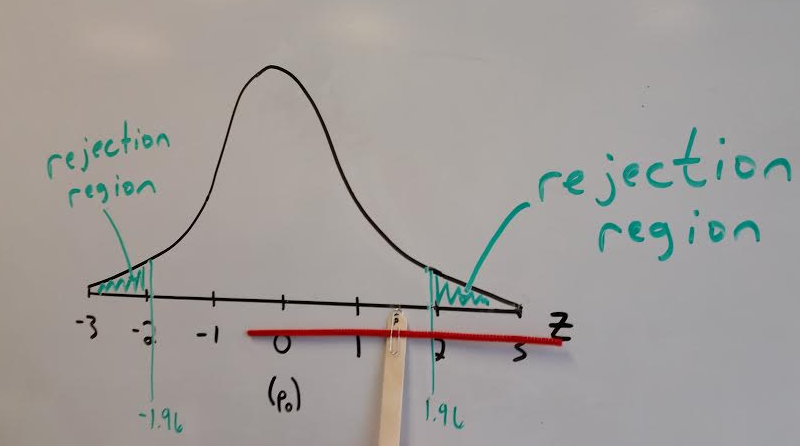 rejection
region
rejection
region
-3 -2 -1 0 1 2 3 Z
(p₀)
p̂
-1.96
1.96